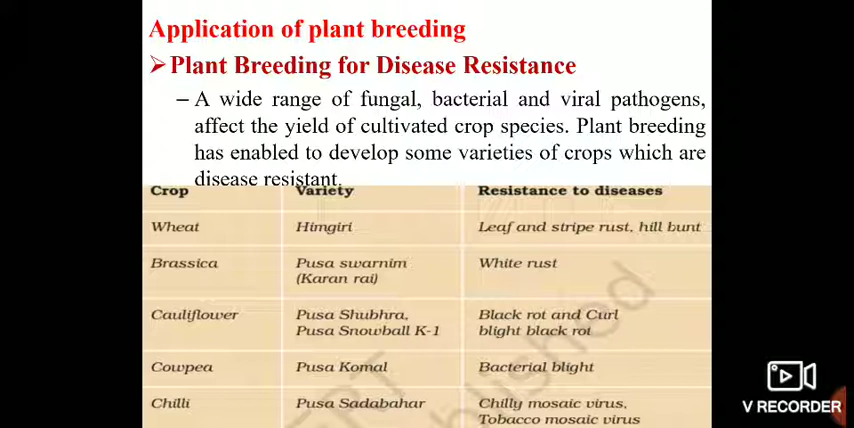 Application of plant breeding
➢ Plant Breeding for Disease Resistance
– A wide range of fungal, bacterial and viral pathogens,
affect the yield of cultivated crop species. Plant breeding
has enabled to develop some varieties of crops which are
disease resistant.
Crop Variety Resistance to diseases
Wheat Himgiri Leaf and stripe rust, hill bunt
Brassica Pusa swarnim White rust
(Karan rai)
Cauliflower Pusa Shubhra, Black rot and Curl
Pusa Snowball K-1 blight black rot
Cowpea Pusa Komal Bacterial blight
Chilli Pusa Sadabahar Chilly mosaic virus,
Tobacco mosaic virus
V RECORDER